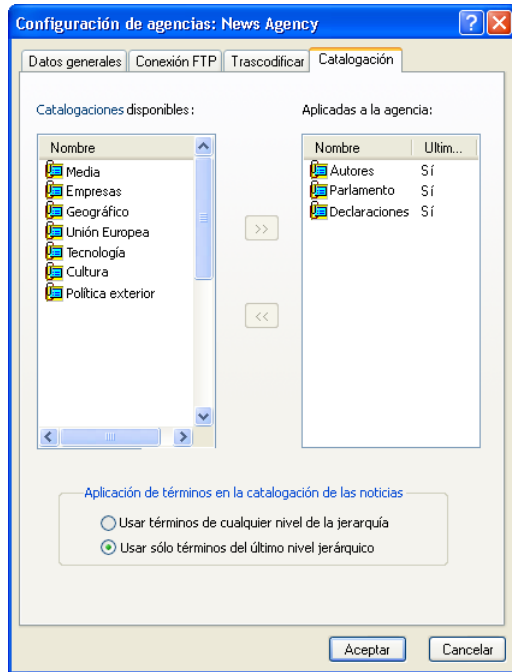 Configuración de agencias: News Agency
Datos generales
Conexión FTP
Trascodificar
Catalogación
Catalogaciones disponibles:
Nombre
Media
Empresas
Geográfico
Unión Europea
Tecnología
Cultura
Política exterior
>>
<<
Aplicadas a la agencia:
Nombre Ultim...
Autores Sí
Parlamento Sí
Declaraciones Sí
Aplicación de términos en la catalogación de las noticias
Usar términos de cualquier nivel de la jerarquía
Usar sólo términos del último nivel jerárquico
Aceptar
Cancelar